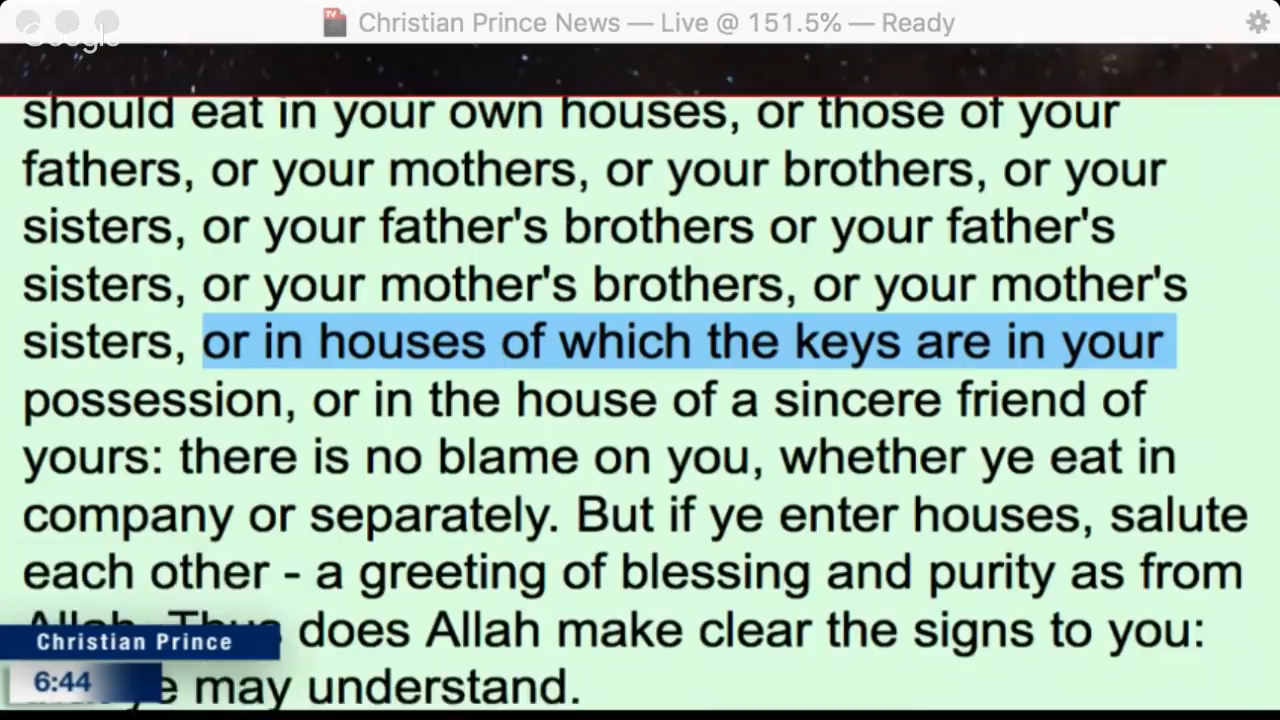 Christian Prince News — Live @ 151.5% — Ready
Google
should eat in your own houses, or those of your
fathers, or your mothers, or your brothers, or your
sisters, or your father's brothers or your father's
sisters, or your mother's brothers, or your mother's
sisters, or in houses of which the keys are in your
possession, or in the house of a sincere friend of
yours: there is no blame on you, whether ye eat in
company or separately. But if ye enter houses, salute
each other - a greeting of blessing and purity as from
Allah. Thus does Allah make clear the signs to you:
ye may understand.
Christian Prince
6:44